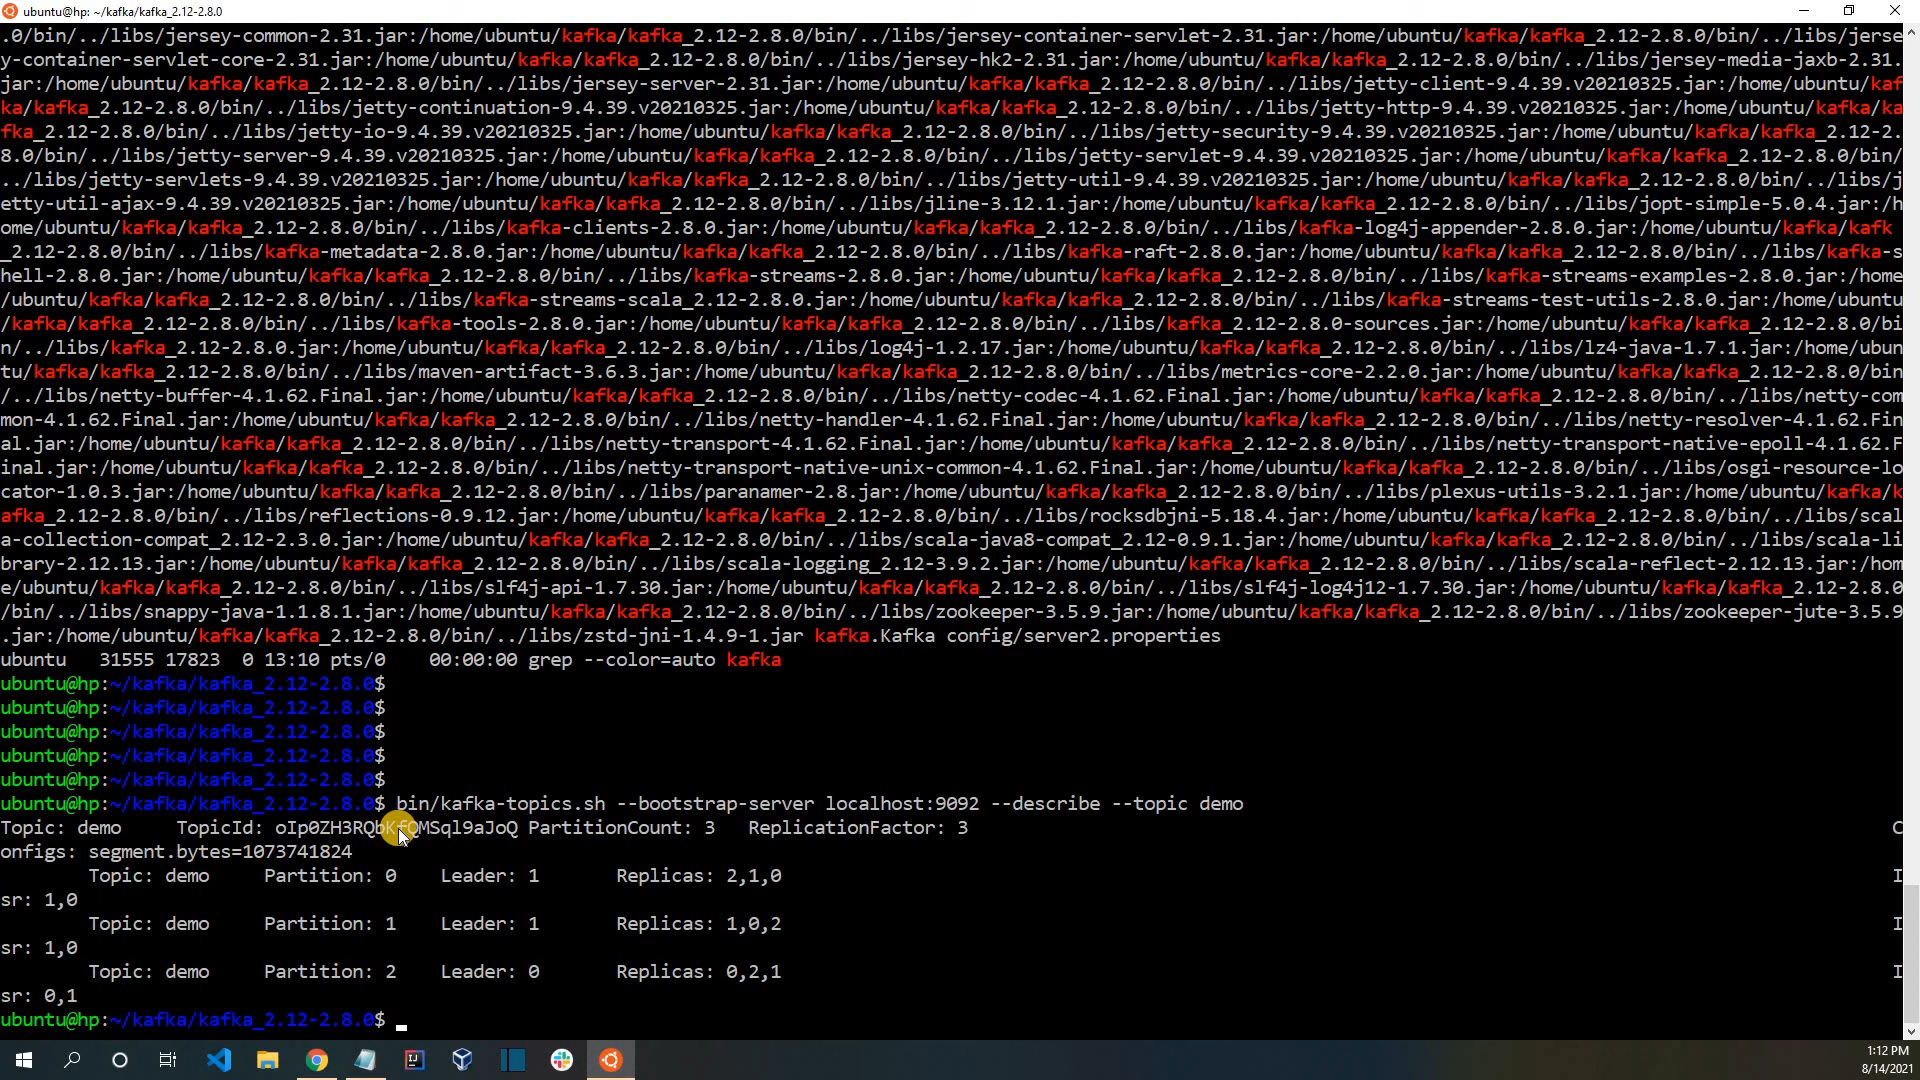 ubuntu@hp: ~/kafka/kafka_2.12-2.8.0
.0/bin/../libs/jersey-common-2.31.jar:/home/ubuntu/kafka/kafka_2.12-2.8.0/bin/../libs/jersey-container-servlet-2.31.jar:/home/ubuntu/kafka/kafka_2.12-2.8.0/bin/../libs/jerse
y-container-servlet-core-2.31.jar:/home/ubuntu/kafka/kafka_2.12-2.8.0/bin/../libs/jersey-hk2-2.31.jar:/home/ubuntu/kafka/kafka_2.12-2.8.0/bin/../libs/jersey-media-jaxb-2.31.
jar:/home/ubuntu/kafka/kafka_2.12-2.8.0/bin/../libs/jersey-server-2.31.jar:/home/ubuntu/kafka/kafka_2.12-2.8.0/bin/../libs/jetty-client-9.4.39.v20210325.jar:/home/ubuntu/kaf
ka/kafka_2.12-2.8.0/bin/../libs/jetty-continuation-9.4.39.v20210325.jar:/home/ubuntu/kafka/kafka_2.12-2.8.0/bin/../libs/jetty-http-9.4.39.v20210325.jar:/home/ubuntu/kafka/ka
fka_2.12-2.8.0/bin/../libs/jetty-io-9.4.39.v20210325.jar:/home/ubuntu/kafka/kafka_2.12-2.8.0/bin/../libs/jetty-security-9.4.39.v20210325.jar:/home/ubuntu/kafka/kafka_2.12-2.
8.0/bin/../libs/jetty-server-9.4.39.v20210325.jar:/home/ubuntu/kafka/kafka_2.12-2.8.0/bin/../libs/jetty-servlet-9.4.39.v20210325.jar:/home/ubuntu/kafka/kafka_2.12-2.8.0/bin/
../libs/jetty-servlets-9.4.39.v20210325.jar:/home/ubuntu/kafka/kafka_2.12-2.8.0/bin/../libs/jetty-util-9.4.39.v20210325.jar:/home/ubuntu/kafka/kafka_2.12-2.8.0/bin/../libs/j
etty-util-ajax-9.4.39.v20210325.jar:/home/ubuntu/kafka/kafka_2.12-2.8.0/bin/../libs/jline-3.12.1.jar:/home/ubuntu/kafka/kafka_2.12-2.8.0/bin/../libs/jopt-simple-5.0.4.jar:/h
ome/ubuntu/kafka/kafka_2.12-2.8.0/bin/../libs/kafka-clients-2.8.0.jar:/home/ubuntu/kafka/kafka_2.12-2.8.0/bin/../libs/kafka-log4j-appender-2.8.0.jar:/home/ubuntu/kafka/kafk
_2.12-2.8.0/bin/../libs/kafka-metadata-2.8.0.jar:/home/ubuntu/kafka/kafka_2.12-2.8.0/bin/../libs/kafka-raft-2.8.0.jar:/home/ubuntu/kafka/kafka_2.12-2.8.0/bin/../libs/kafka-s
hell-2.8.0.jar:/home/ubuntu/kafka/kafka_2.12-2.8.0/bin/../libs/kafka-streams-2.8.0.jar:/home/ubuntu/kafka/kafka_2.12-2.8.0/bin/../libs/kafka-streams-examples-2.8.0.jar:/home
/ubuntu/kafka/kafka_2.12-2.8.0/bin/../libs/kafka-streams-scala_2.12-2.8.0.jar:/home/ubuntu/kafka/kafka_2.12-2.8.0/bin/../libs/kafka-streams-test-utils-2.8.0.jar:/home/ubuntu
/kafka/kafka_2.12-2.8.0/bin/../libs/kafka-tools-2.8.0.jar:/home/ubuntu/kafka/kafka_2.12-2.8.0/bin/../libs/kafka_2.12-2.8.0-sources.jar:/home/ubuntu/kafka/kafka_2.12-2.8.0/bi
n/../libs/kafka_2.12-2.8.0.jar:/home/ubuntu/kafka/kafka_2.12-2.8.0/bin/../libs/log4j-1.2.17.jar:/home/ubuntu/kafka/kafka_2.12-2.8.0/bin/../libs/lz4-java-1.7.1.jar:/home/ubun
tu/kafka/kafka_2.12-2.8.0/bin/../libs/maven-artifact-3.6.3.jar:/home/ubuntu/kafka/kafka_2.12-2.8.0/bin/../libs/metrics-core-2.2.0.jar:/home/ubuntu/kafka/kafka_2.12-2.8.0/bin
/../libs/netty-buffer-4.1.62.Final.jar:/home/ubuntu/kafka/kafka_2.12-2.8.0/bin/../libs/netty-codec-4.1.62.Final.jar:/home/ubuntu/kafka/kafka_2.12-2.8.0/bin/../libs/netty-com
mon-4.1.62.Final.jar:/home/ubuntu/kafka/kafka_2.12-2.8.0/bin/../libs/netty-handler-4.1.62.Final.jar:/home/ubuntu/kafka/kafka_2.12-2.8.0/bin/../libs/netty-resolver-4.1.62.Fin
al.jar:/home/ubuntu/kafka/kafka_2.12-2.8.0/bin/../libs/netty-transport-4.1.62.Final.jar:/home/ubuntu/kafka/kafka_2.12-2.8.0/bin/../libs/netty-transport-native-epoll-4.1.62.F
inal.jar:/home/ubuntu/kafka/kafka_2.12-2.8.0/bin/../libs/netty-transport-native-unix-common-4.1.62.Final.jar:/home/ubuntu/kafka/kafka_2.12-2.8.0/bin/../libs/osgi-resource-lo
cator-1.0.3.jar:/home/ubuntu/kafka/kafka_2.12-2.8.0/bin/../libs/paranamer-2.8.jar:/home/ubuntu/kafka/kafka_2.12-2.8.0/bin/../libs/plexus-utils-3.2.1.jar:/home/ubuntu/kafka/k
afka_2.12-2.8.0/bin/../libs/reflections-0.9.12.jar:/home/ubuntu/kafka/kafka_2.12-2.8.0/bin/../libs/rocksdbjni-5.18.4.jar:/home/ubuntu/kafka/kafka_2.12-2.8.0/bin/../libs/scal
a-collection-compat_2.12-2.3.0.jar:/home/ubuntu/kafka/kafka_2.12-2.8.0/bin/../libs/scala-java8-compat_2.12-0.9.1.jar:/home/ubuntu/kafka/kafka_2.12-2.8.0/bin/../libs/scala-li
brary-2.12.13.jar:/home/ubuntu/kafka/kafka_2.12-2.8.0/bin/../libs/scala-logging_2.12-3.9.2.jar:/home/ubuntu/kafka/kafka_2.12-2.8.0/bin/../libs/scala-reflect-2.12.13.jar:/hom
e/ubuntu/kafka/kafka_2.12-2.8.0/bin/../libs/slf4j-api-1.7.30.jar:/home/ubuntu/kafka/kafka_2.12-2.8.0/bin/../libs/slf4j-log4j12-1.7.30.jar:/home/ubuntu/kafka/kafka_2.12-2.8.0
/bin/../libs/snappy-java-1.1.8.1.jar:/home/ubuntu/kafka/kafka_2.12-2.8.0/bin/../libs/zookeeper-3.5.9.jar:/home/ubuntu/kafka/kafka_2.12-2.8.0/bin/../libs/zookeeper-jute-3.5.9
.jar:/home/ubuntu/kafka/kafka_2.12-2.8.0/bin/../libs/zstd-jni-1.4.9-1.jar kafka.Kafka config/server2.properties
ubuntu   31555 17823  0 13:10 pts/0    00:00:00 grep --color=auto kafka
ubuntu@hp:~/kafka/kafka_2.12-2.8.0$
ubuntu@hp:~/kafka/kafka_2.12-2.8.0$
ubuntu@hp:~/kafka/kafka_2.12-2.8.0$
ubuntu@hp:~/kafka/kafka_2.12-2.8.0$
ubuntu@hp:~/kafka/kafka_2.12-2.8.0$
ubuntu@hp:~/kafka/kafka_2.12-2.8.0$ bin/kafka-topics.sh --bootstrap-server localhost:9092 --describe --topic demo
Topic: demo     TopicId: oIp0ZH3RQbKfQMSql9aJoQ PartitionCount: 3   ReplicationFactor: 3   C
onfigs: segment.bytes=1073741824
Topic: demo     Partition: 0    Leader: 1       Replicas: 2,1,0   I
sr: 1,0
Topic: demo     Partition: 1    Leader: 1       Replicas: 1,0,2   I
sr: 1,0
Topic: demo     Partition: 2    Leader: 0       Replicas: 0,2,1   I
sr: 0,1
ubuntu@hp:~/kafka/kafka_2.12-2.8.0$
1:12 PM
8/14/2021